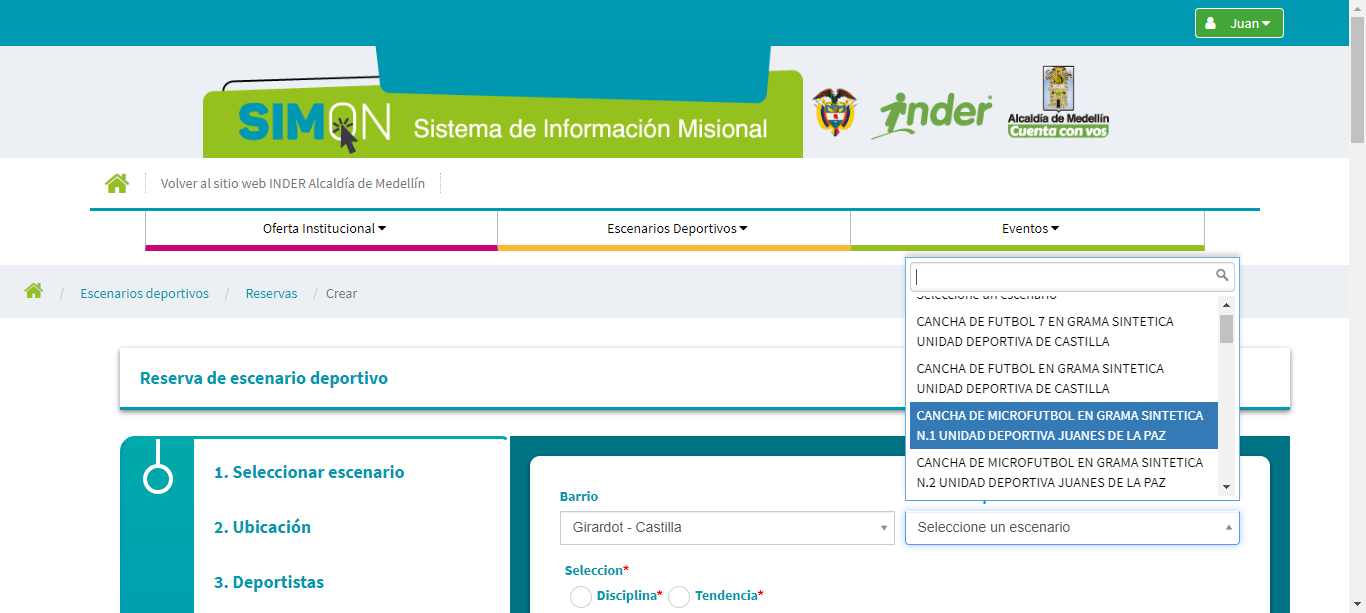 Juan
SIMON Sistema de Información Misional
inder
Alcaldía de Medellín
Cuenta con vos
Volver al sitio web INDER Alcaldía de Medellín
Oferta Institucional Escenarios Deportivos Eventos
/ Escenarios deportivos / Reservas / Crear
Seleccione un escenario
CANCHA DE FUTBOL 7 EN GRAMA SINTETICA
UNIDAD DEPORTIVA DE CASTILLA
CANCHA DE FUTBOL EN GRAMA SINTETICA
UNIDAD DEPORTIVA DE CASTILLA
CANCHA DE MICROFUTBOL EN GRAMA SINTETICA
N.1 UNIDAD DEPORTIVA JUANES DE LA PAZ
CANCHA DE MICROFUTBOL EN GRAMA SINTETICA
N.2 UNIDAD DEPORTIVA JUANES DE LA PAZ
Reserva de escenario deportivo
1. Seleccionar escenario
2. Ubicación
3. Deportistas
Barrio
Girardot - Castilla
Seleccione un escenario
Seleccion*
Disciplina* Tendencia*